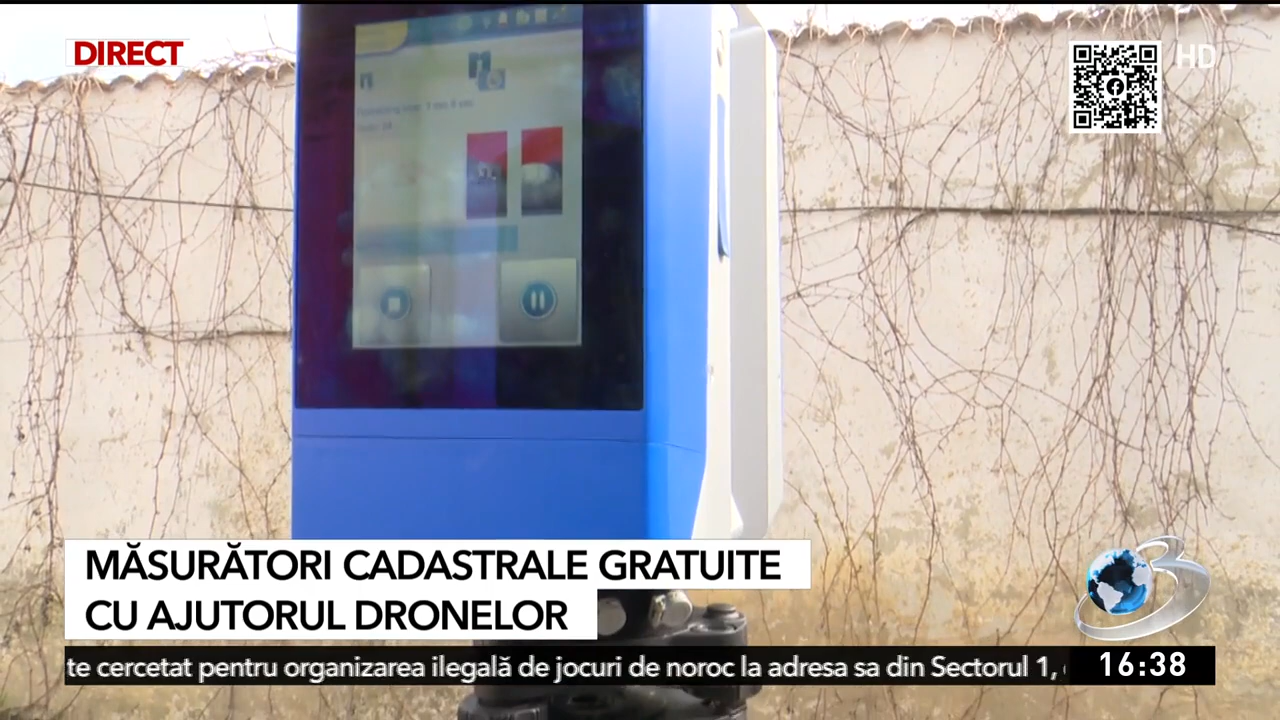 DIRECT
HD
MĂSURĂTORI CADASTRALE GRATUITE
CU AJUTORUL DRONELOR
te cercetat pentru organizarea ilegală de jocuri de noroc la adresa sa din Sectorul 1,
16:38
3